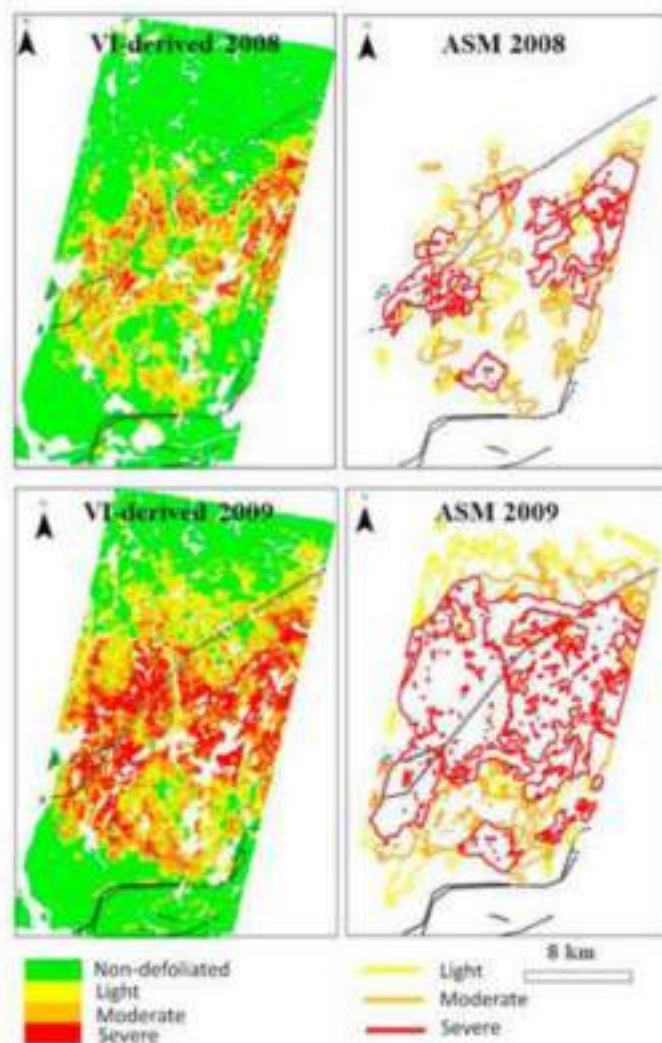 VI-derived 2008
ASM 2008
VI-derived 2009
ASM 2009
Non-defoliated
Light
Moderate
Severe
8 km
Light
Moderate
Severe